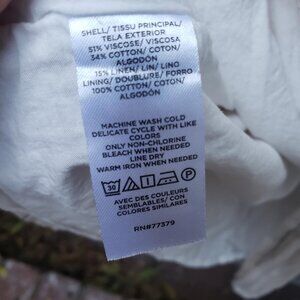 SHELL/ TISSU PRINCIPAL/
TELA EXTERIOR
51% VISCOSE/ VISCOSA
34% COTTON/ COTON/
ALGODÓN
15% LINEN/ LIN/ LINO
LINING/ DOUBLURE/ FORRO
100% COTTON/ COTON/
ALGODÓN
MACHINE WASH COLD
DELICATE CYCLE WITH LIKE
COLORS
ONLY NON-CHLORINE
BLEACH WHEN NEEDED
LINE DRY
WARM IRON WHEN NEEDED
30
AVEC DES COULEURS
SEMBLABLES/ CON
COLORES SIMILARES
RN#77379